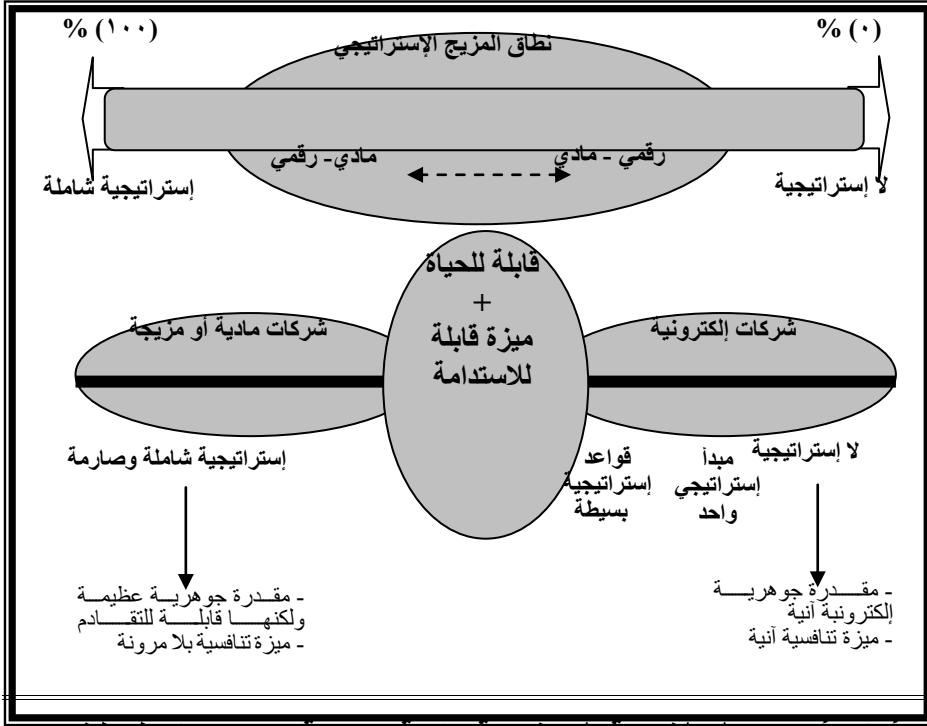 (٠) %
(١٠٠) %
نطاق المزيج الإستراتيجي
رقمي - مادي
مادي- رقمي
لا إستراتيجية
إستراتيجية شاملة
قابلة للحياة
+
ميزة قابلة
للاستدامة
شركات إلكترونية
شركات مادية أو مزيجة
لا إستراتيجية
مبدأ
إستراتيجي
واحد
قواعد
إستراتيجية
بسيطة
إستراتيجية شاملة وصارمة
- مقدرة جوهرية
إلكترونبة آنية
- ميزة تنافسية آنية
- مقدرة جوهرية عظيمة
ولكنها قابلة للتقادم
- ميزة تنافسية بلا مرونة